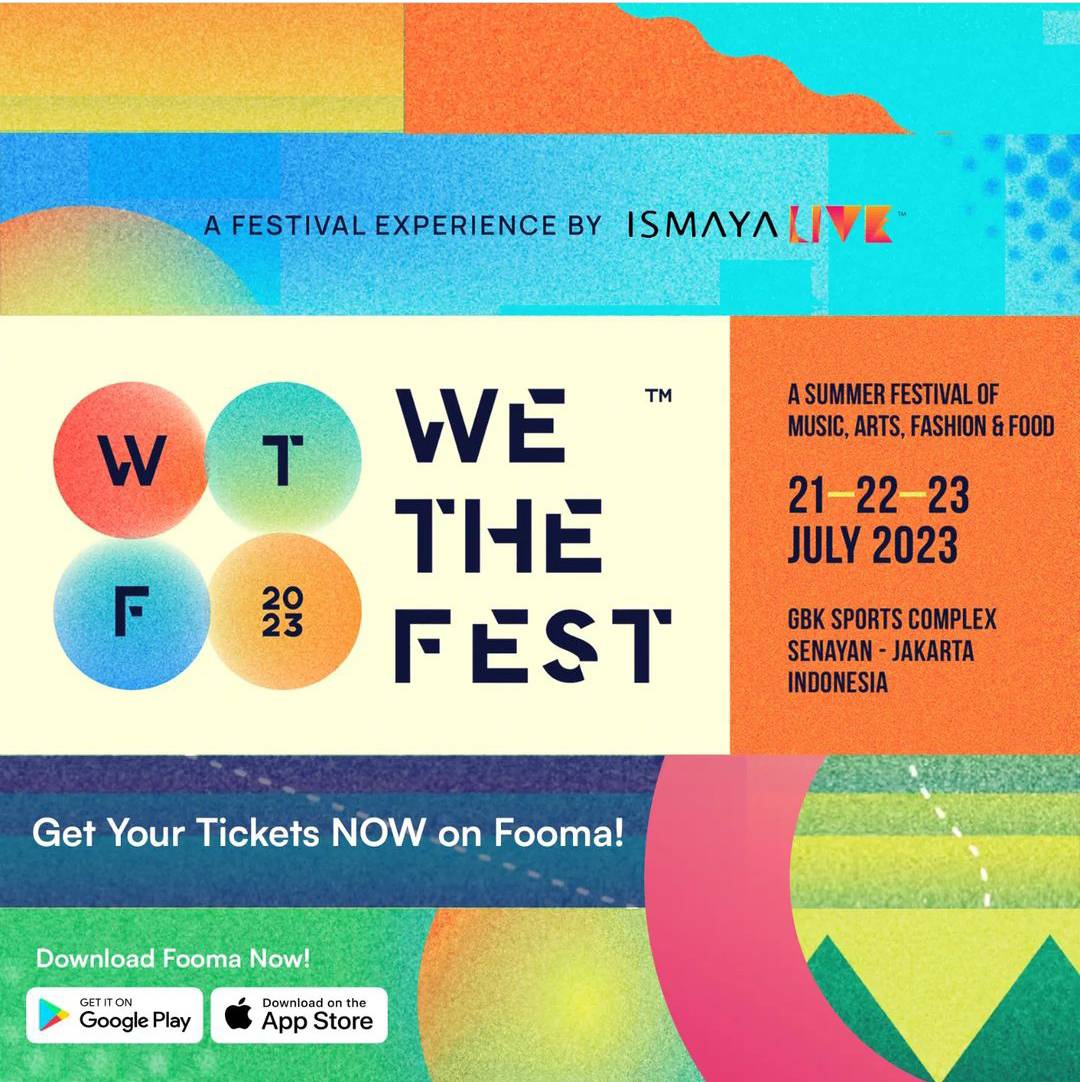 A FESTIVAL EXPERIENCE BY ISMAYA LIVE™
W T
F 20
23
WE ™
THE
FEST
A SUMMER FESTIVAL OF
MUSIC, ARTS, FASHION & FOOD
21—22—23
JULY 2023
GBK SPORTS COMPLEX
SENAYAN - JAKARTA
INDONESIA
Get Your Tickets NOW on Fooma!
Download Fooma Now!
GET IT ON
Google Play
Download on the
App Store